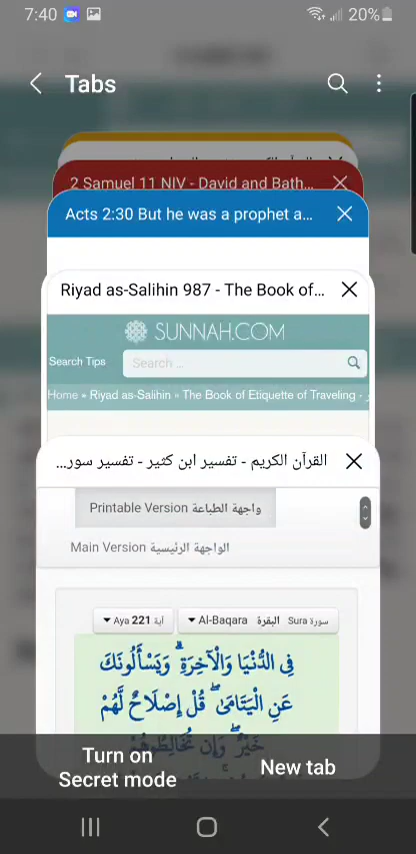 7:40
20%
Tabs
2 Samuel 11 NIV - David and Bath...
Acts 2:30 But he was a prophet a...
Riyad as-Salihin 987 - The Book of...
SUNNAH.COM
Search Tips
Search ...
Home » Riyad as-Salihin » The Book of Etiquette of Traveling -
القرآن الكريم - تفسير ابن كثير - تفسير سور...
Printable Version واجهة الطباعة
Main Version الواجهة الرئيسية
Aya 221 آية
Al-Baqara البقرة Sura سورة
فِي الدُّنْيَا وَالْآخِرَةِ ۗ وَيَسْأَلُونَكَ
عَنِ الْيَتَامَىٰ ۖ قُلْ إِصْلَاحٌ لَّهُمْ
خَيْرٌ ۖ وَإِن تُخَالِطُوهُمْ
Turn on
Secret mode
New tab